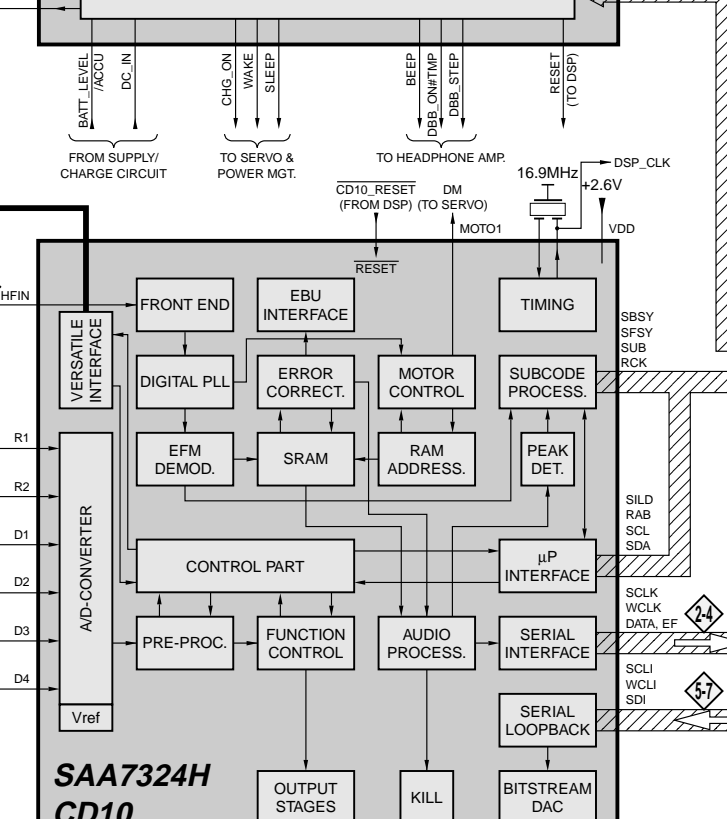 BATT_LEVEL
/ACCU
DC_IN
CHG_ON
WAKE
SLEEP
BEEP
DBB_ON#TMP
DBB_STEP
RESET
(TO DSP)
FROM SUPPLY/
CHARGE CIRCUIT
TO SERVO &
POWER MGT.
TO HEADPHONE AMP.
16.9MHz
DSP_CLK
+2.6V
CD10_RESET
(FROM DSP)
DM
(TO SERVO)
MOTO1
VDD
RESET
HFIN
FRONT END
EBU
INTERFACE
TIMING
VERSATILE
INTERFACE
SBSY
SFSY
SUB
RCK
DIGITAL PLL
ERROR
CORRECT.
MOTOR
CONTROL
SUBCODE
PROCESS.
R1
EFM
DEMOD.
SRAM
RAM
ADDRESS.
PEAK
DET.
R2
D1
D2
D3
D4
A/D-CONVERTER
SILD
RAB
SCL
SDA
CONTROL PART
µP
INTERFACE
SCLK
WCLK
DATA, EF
2-4
PRE-PROC.
FUNCTION
CONTROL
AUDIO
PROCESS.
SERIAL
INTERFACE
SCLI
WCLI
SDI
5-7
Vref
SERIAL
LOOPBACK
SAA7324H
CD10
OUTPUT
STAGES
KILL
BITSTREAM
DAC